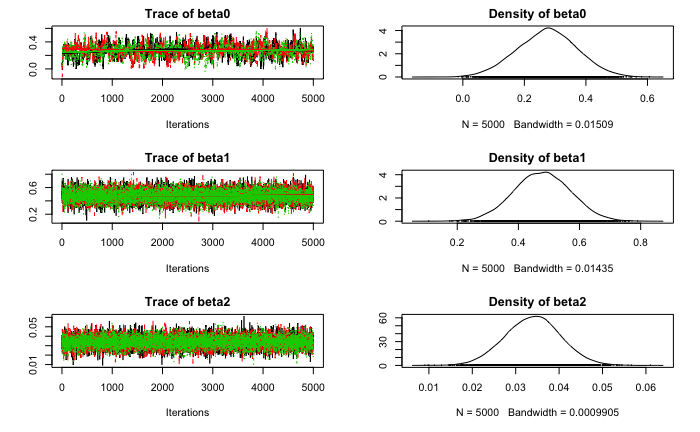 Trace of beta0
0.0 0.4
0 1000 2000 3000 4000 5000
Iterations
Density of beta0
0 2 4
0.0 0.2 0.4 0.6
N = 5000 Bandwidth = 0.01509
Trace of beta1
0.2 0.6
0 1000 2000 3000 4000 5000
Iterations
Density of beta1
0 2 4
0.2 0.4 0.6 0.8
N = 5000 Bandwidth = 0.01435
Trace of beta2
0.01 0.05
0 1000 2000 3000 4000 5000
Iterations
Density of beta2
0 30 60
0.01 0.02 0.03 0.04 0.05 0.06
N = 5000 Bandwidth = 0.0009905